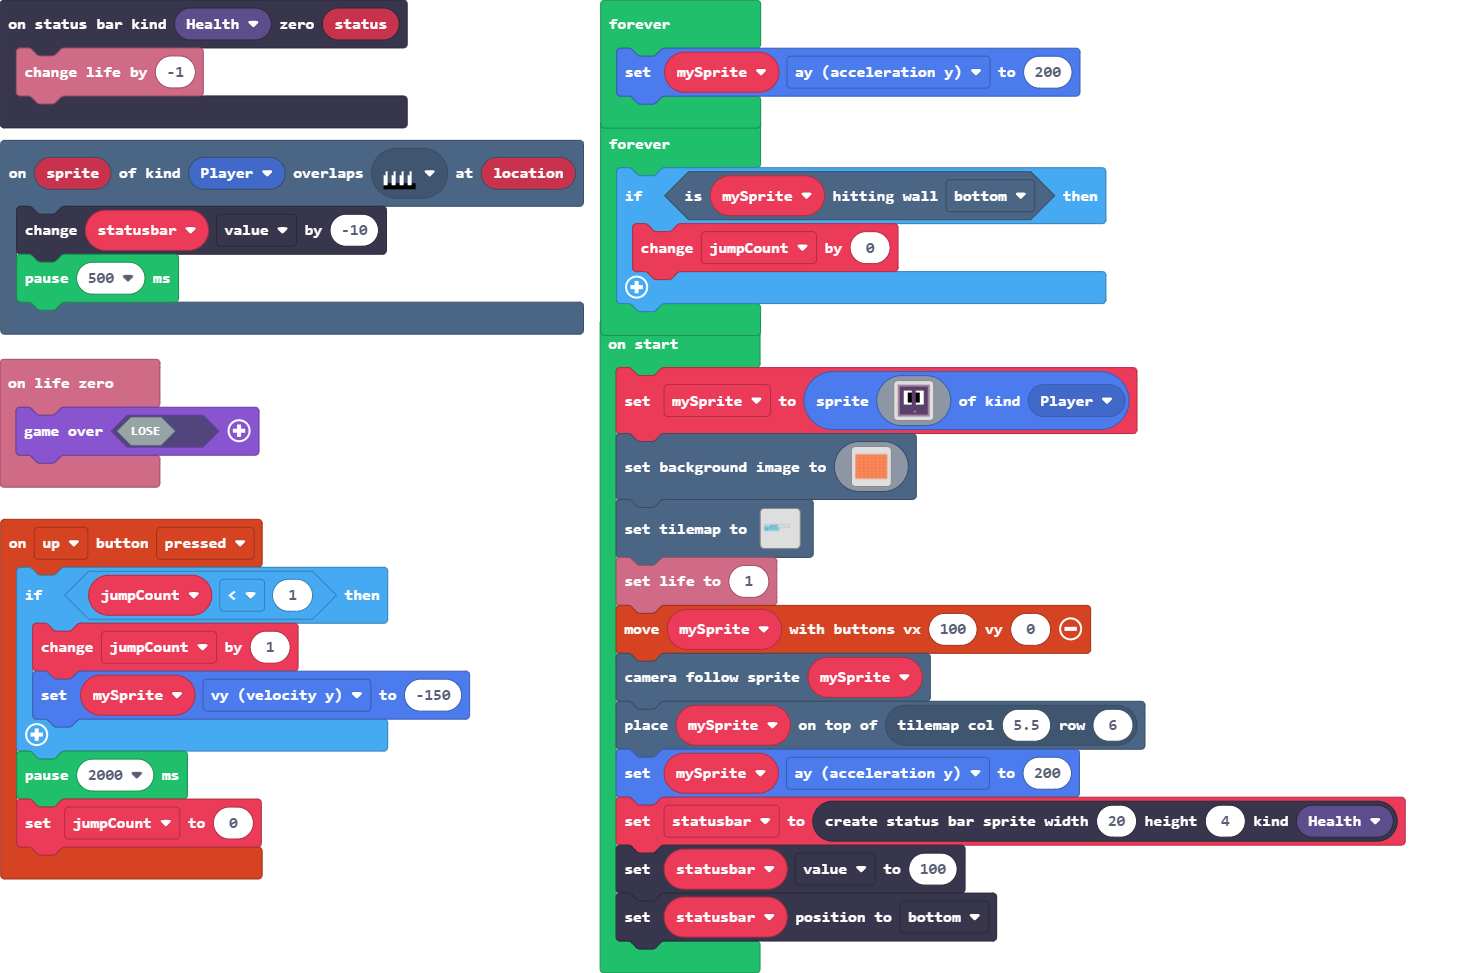 on status bar kind Health zero status
change life by -1
on sprite of kind Player overlaps at location
change statusbar value by -10
pause 500 ms
on life zero
game over LOSE
on up button pressed
if jumpCount < 1 then
change jumpCount by 1
set mySprite vy (velocity y) to -150
pause 2000 ms
set jumpCount to 0
forever
set mySprite ay (acceleration y) to 200
forever
if is mySprite hitting wall bottom then
change jumpCount by 0
on start
set mySprite to sprite of kind Player
set background image to
set tilemap to
set life to 1
move mySprite with buttons vx 100 vy 0
camera follow sprite mySprite
place mySprite on top of tilemap col 5.5 row 6
set mySprite ay (acceleration y) to 200
set statusbar to create status bar sprite width 20 height 4 kind Health
set statusbar value to 100
set statusbar position to bottom